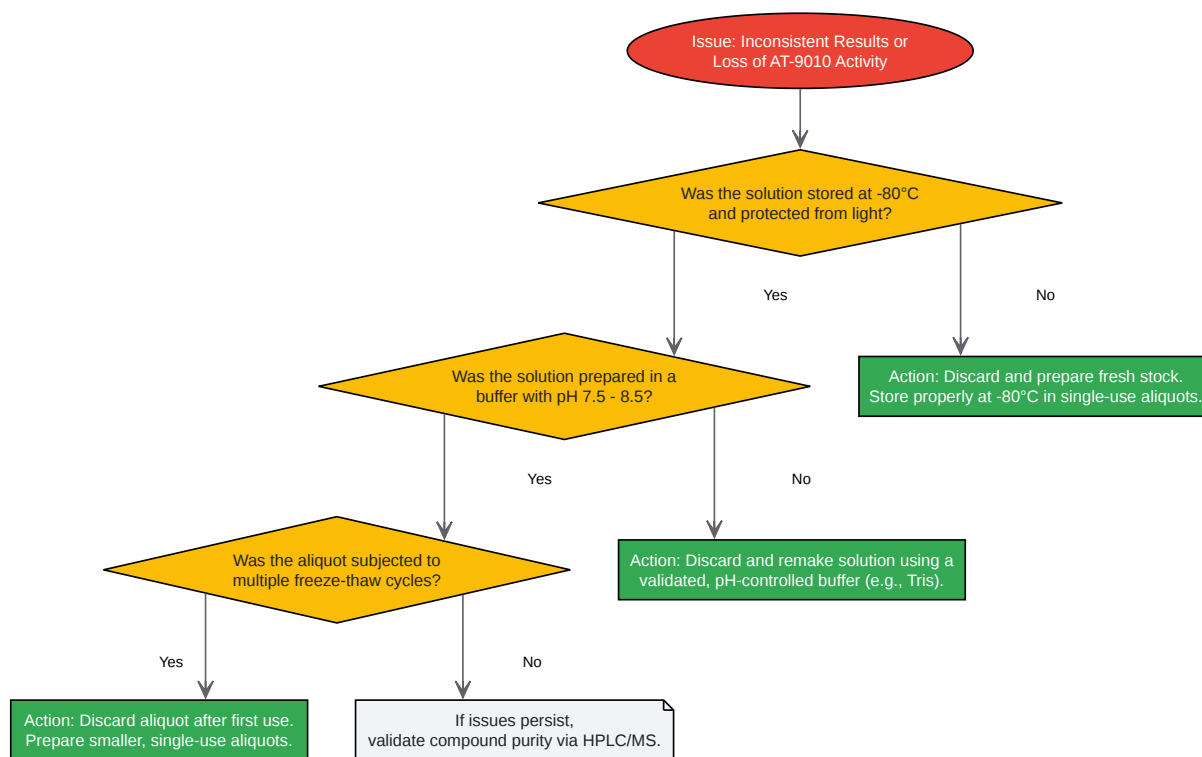 Issue: Inconsistent Results or
Loss of AT-9010 Activity
Was the solution stored at -80°C
and protected from light?
Yes
No
Was the solution prepared in a
buffer with pH 7.5 - 8.5?
Action: Discard and prepare fresh stock.
Store properly at -80°C in single-use aliquots.
Yes
No
Was the aliquot subjected to
multiple freeze-thaw cycles?
Action: Discard and remake solution using a
validated, pH-controlled buffer (e.g., Tris).
Yes
No
Action: Discard aliquot after first use.
Prepare smaller, single-use aliquots.
If issues persist,
validate compound purity via HPLC/MS.